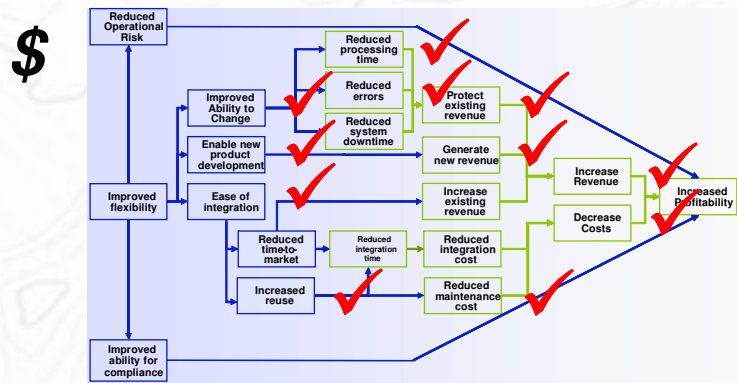 $
Reduced
Operational
Risk
Reduced
processing
time
Reduced
errors
Reduced
system
downtime
Improved
Ability to
Change
Protect
existing
revenue
Enable new
product
development
Generate
new revenue
Increase
Revenue
Increased
Profitability
Improved
flexibility
Ease of
integration
Increase
existing
revenue
Decrease
Costs
Reduced
time-to-
market
Reduced
integration
time
Reduced
integration
cost
Increased
reuse
Reduced
maintenance
cost
Improved
ability for
compliance